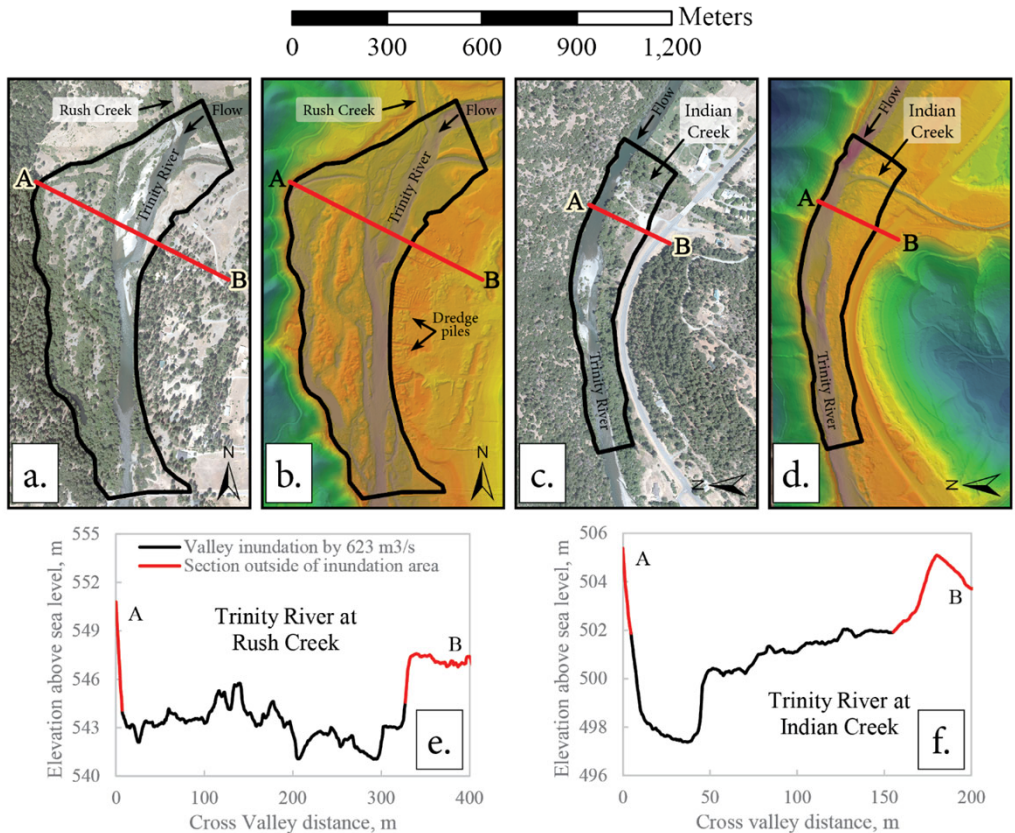 Meters
0 300 600 900 1,200
Rush Creek
Flow
Trinity River
A
B
N
a.
Rush Creek
Flow
Trinity River
A
B
Dredge
piles
N
b.
Flow
Indian
Creek
A
B
Trinity River
N
c.
Flow
Indian
Creek
A
B
Trinity River
N
d.
Elevation above sea level, m
555
552
549
546
543
540
Valley inundation by 623 m3/s
Section outside of inundation area
A
Trinity River at
Rush Creek
B
e.
0 100 200 300 400
Cross Valley distance, m
Elevation above sea level, m
506
504
502
500
498
496
A
B
Trinity River at
Indian Creek
f.
0 50 100 150 200
Cross valley distance, m